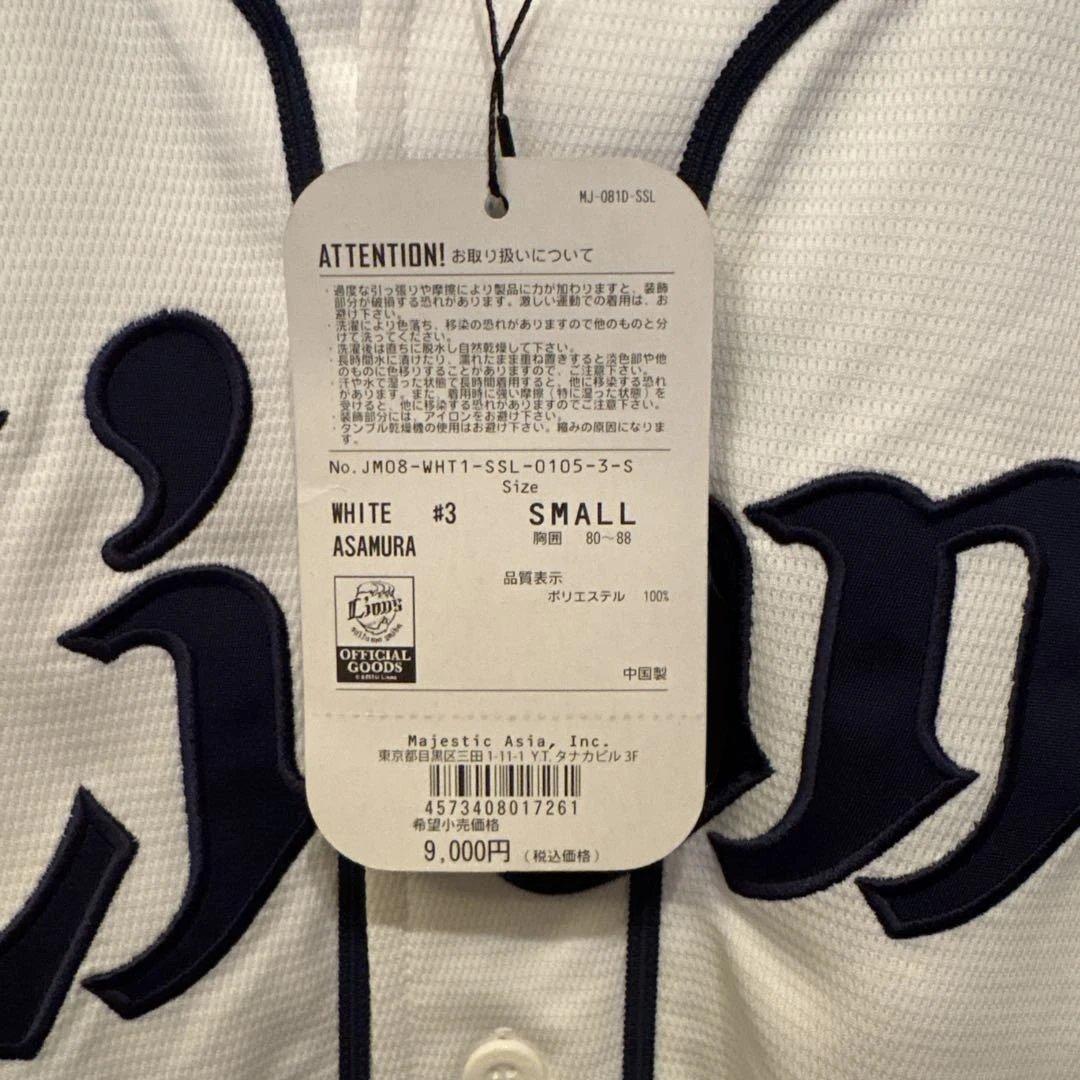 MJ-081D-SSL
ATTENTION! お取り扱いについて
・過度な引っ張りや摩擦により製品に力が加わりますと、装飾
部分が破損する恐れがあります。激しい運動での着用は、お
避け下さい。
・洗濯により色落ち、移染の恐れがありますので他のものと分
けて洗ってください。
・洗濯後は直ちに脱水し自然乾燥して下さい。
・長時間水に漬けたり、濡れたまま重ね置きすると淡色部や他
のものに色移りすることがありますので、ご注意下さい。
・汗や水で湿った状態で長時間着用すると、他に移染する恐れ
があります。また、着用時に強い摩擦(特に湿った状態)を
受けると、他に移染する恐れがありますのでご注意下さい。
・装飾部分には、アイロンをお避け下さい。
・タンブル乾燥機の使用はお避け下さい。縮みの原因になりま
す。
No.JM08-WHT1-SSL-0105-3-S
Size
WHITE #3 SMALL
ASAMURA 胸囲 80〜88
品質表示
ポリエステル 100%
Lions
OFFICIAL
GOODS
中国製
Majestic Asia, Inc.
東京都目黒区三田 1-11-1 Y.T.タナカビル 3F
4573408017261
希望小売価格
9,000円 (税込価格)